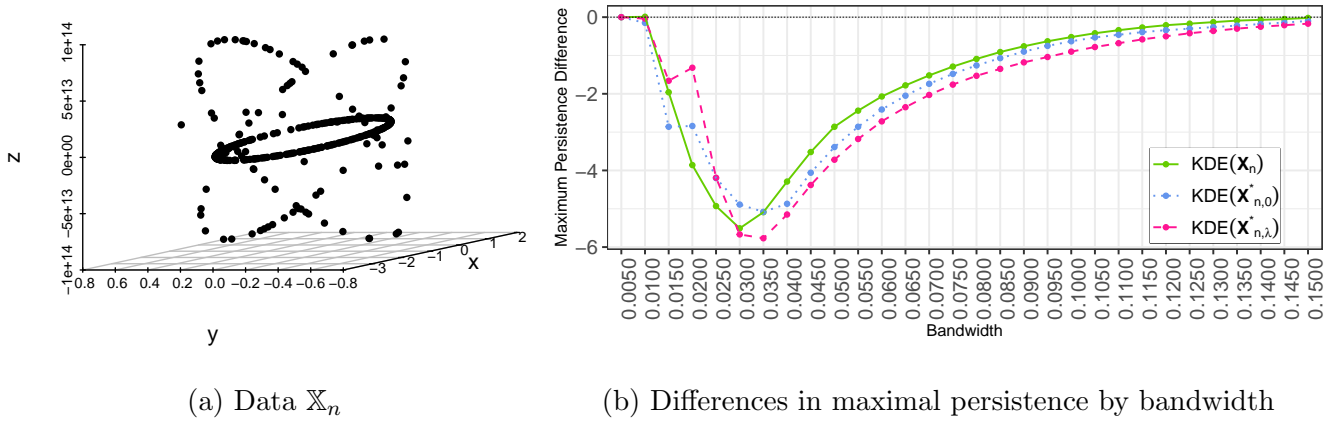 1e+14
5e+13
0e+00
−5e+13
−1e+14
z
0.8 0.6 0.4 0.2 0.0 −0.2 −0.4 −0.6 −0.8
y
−3 −2 −1 0 1 2
x
(a) Data 𝕏n
0
−2
−4
−6
Maximum Persistence Difference
KDE(Xn)
KDE(X*n,0)
KDE(X*n,λ)
0.0050 0.0100 0.0150 0.0200 0.0250 0.0300 0.0350 0.0400 0.0450 0.0500 0.0550 0.0600 0.0650 0.0700 0.0750 0.0800 0.0850 0.0900 0.0950 0.1000 0.1050 0.1100 0.1150 0.1200 0.1250 0.1300 0.1350 0.1400 0.1450 0.1500
Bandwidth
(b) Differences in maximal persistence by bandwidth